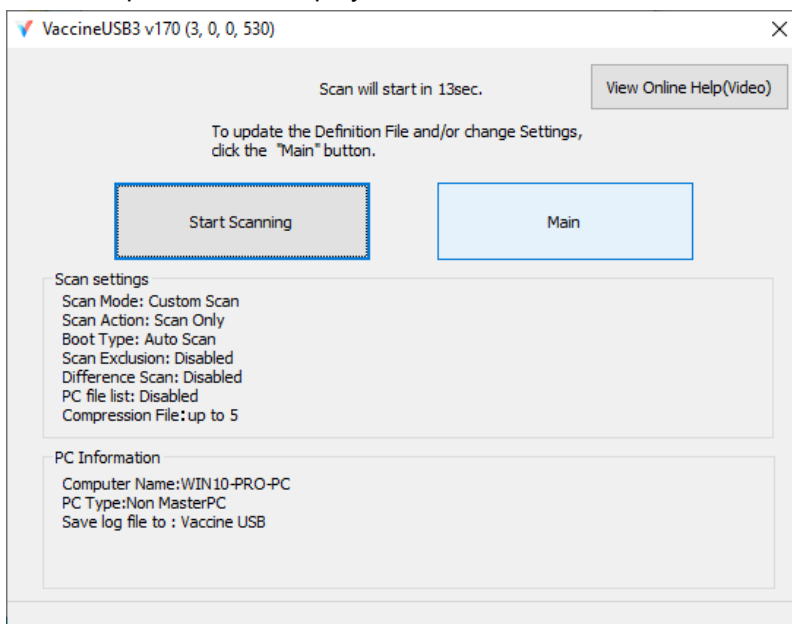 VaccineUSB3 v170 (3, 0, 0, 530)
Scan will start in 13sec.
View Online Help(Video)
To update the Definition File and/or change Settings,
click the "Main" button.
Start Scanning
Main
Scan settings
Scan Mode: Custom Scan
Scan Action: Scan Only
Boot Type: Auto Scan
Scan Exclusion: Disabled
Difference Scan: Disabled
PC file list: Disabled
Compression File:up to 5
PC Information
Computer Name:WIN10-PRO-PC
PC Type:Non MasterPC
Save log file to : Vaccine USB